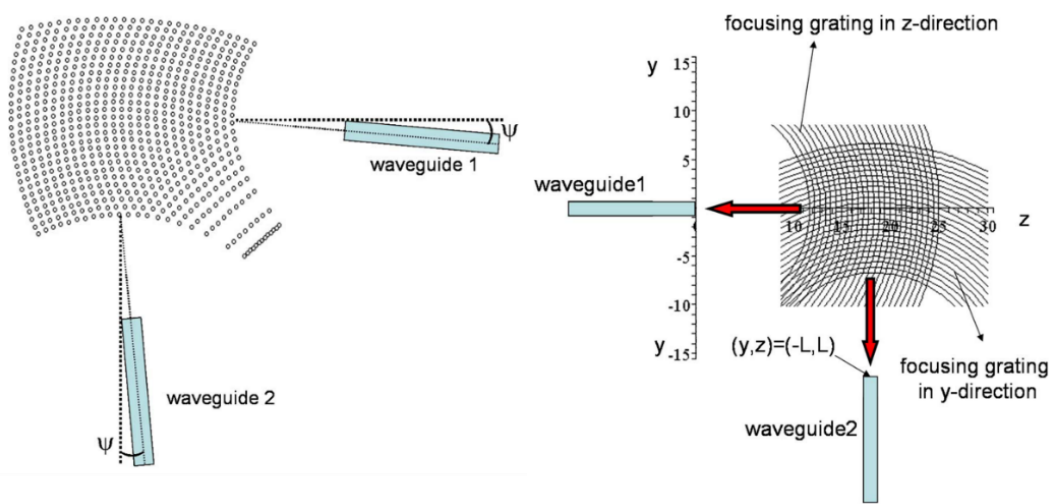 ψ
waveguide 1
waveguide 2
ψ
focusing grating in z-direction
y
15
10
5
waveguide1
10
15
20
25
30
z
-5
-10
(y,z)=(-L,L)
y
-15
focusing grating
in y-direction
waveguide2